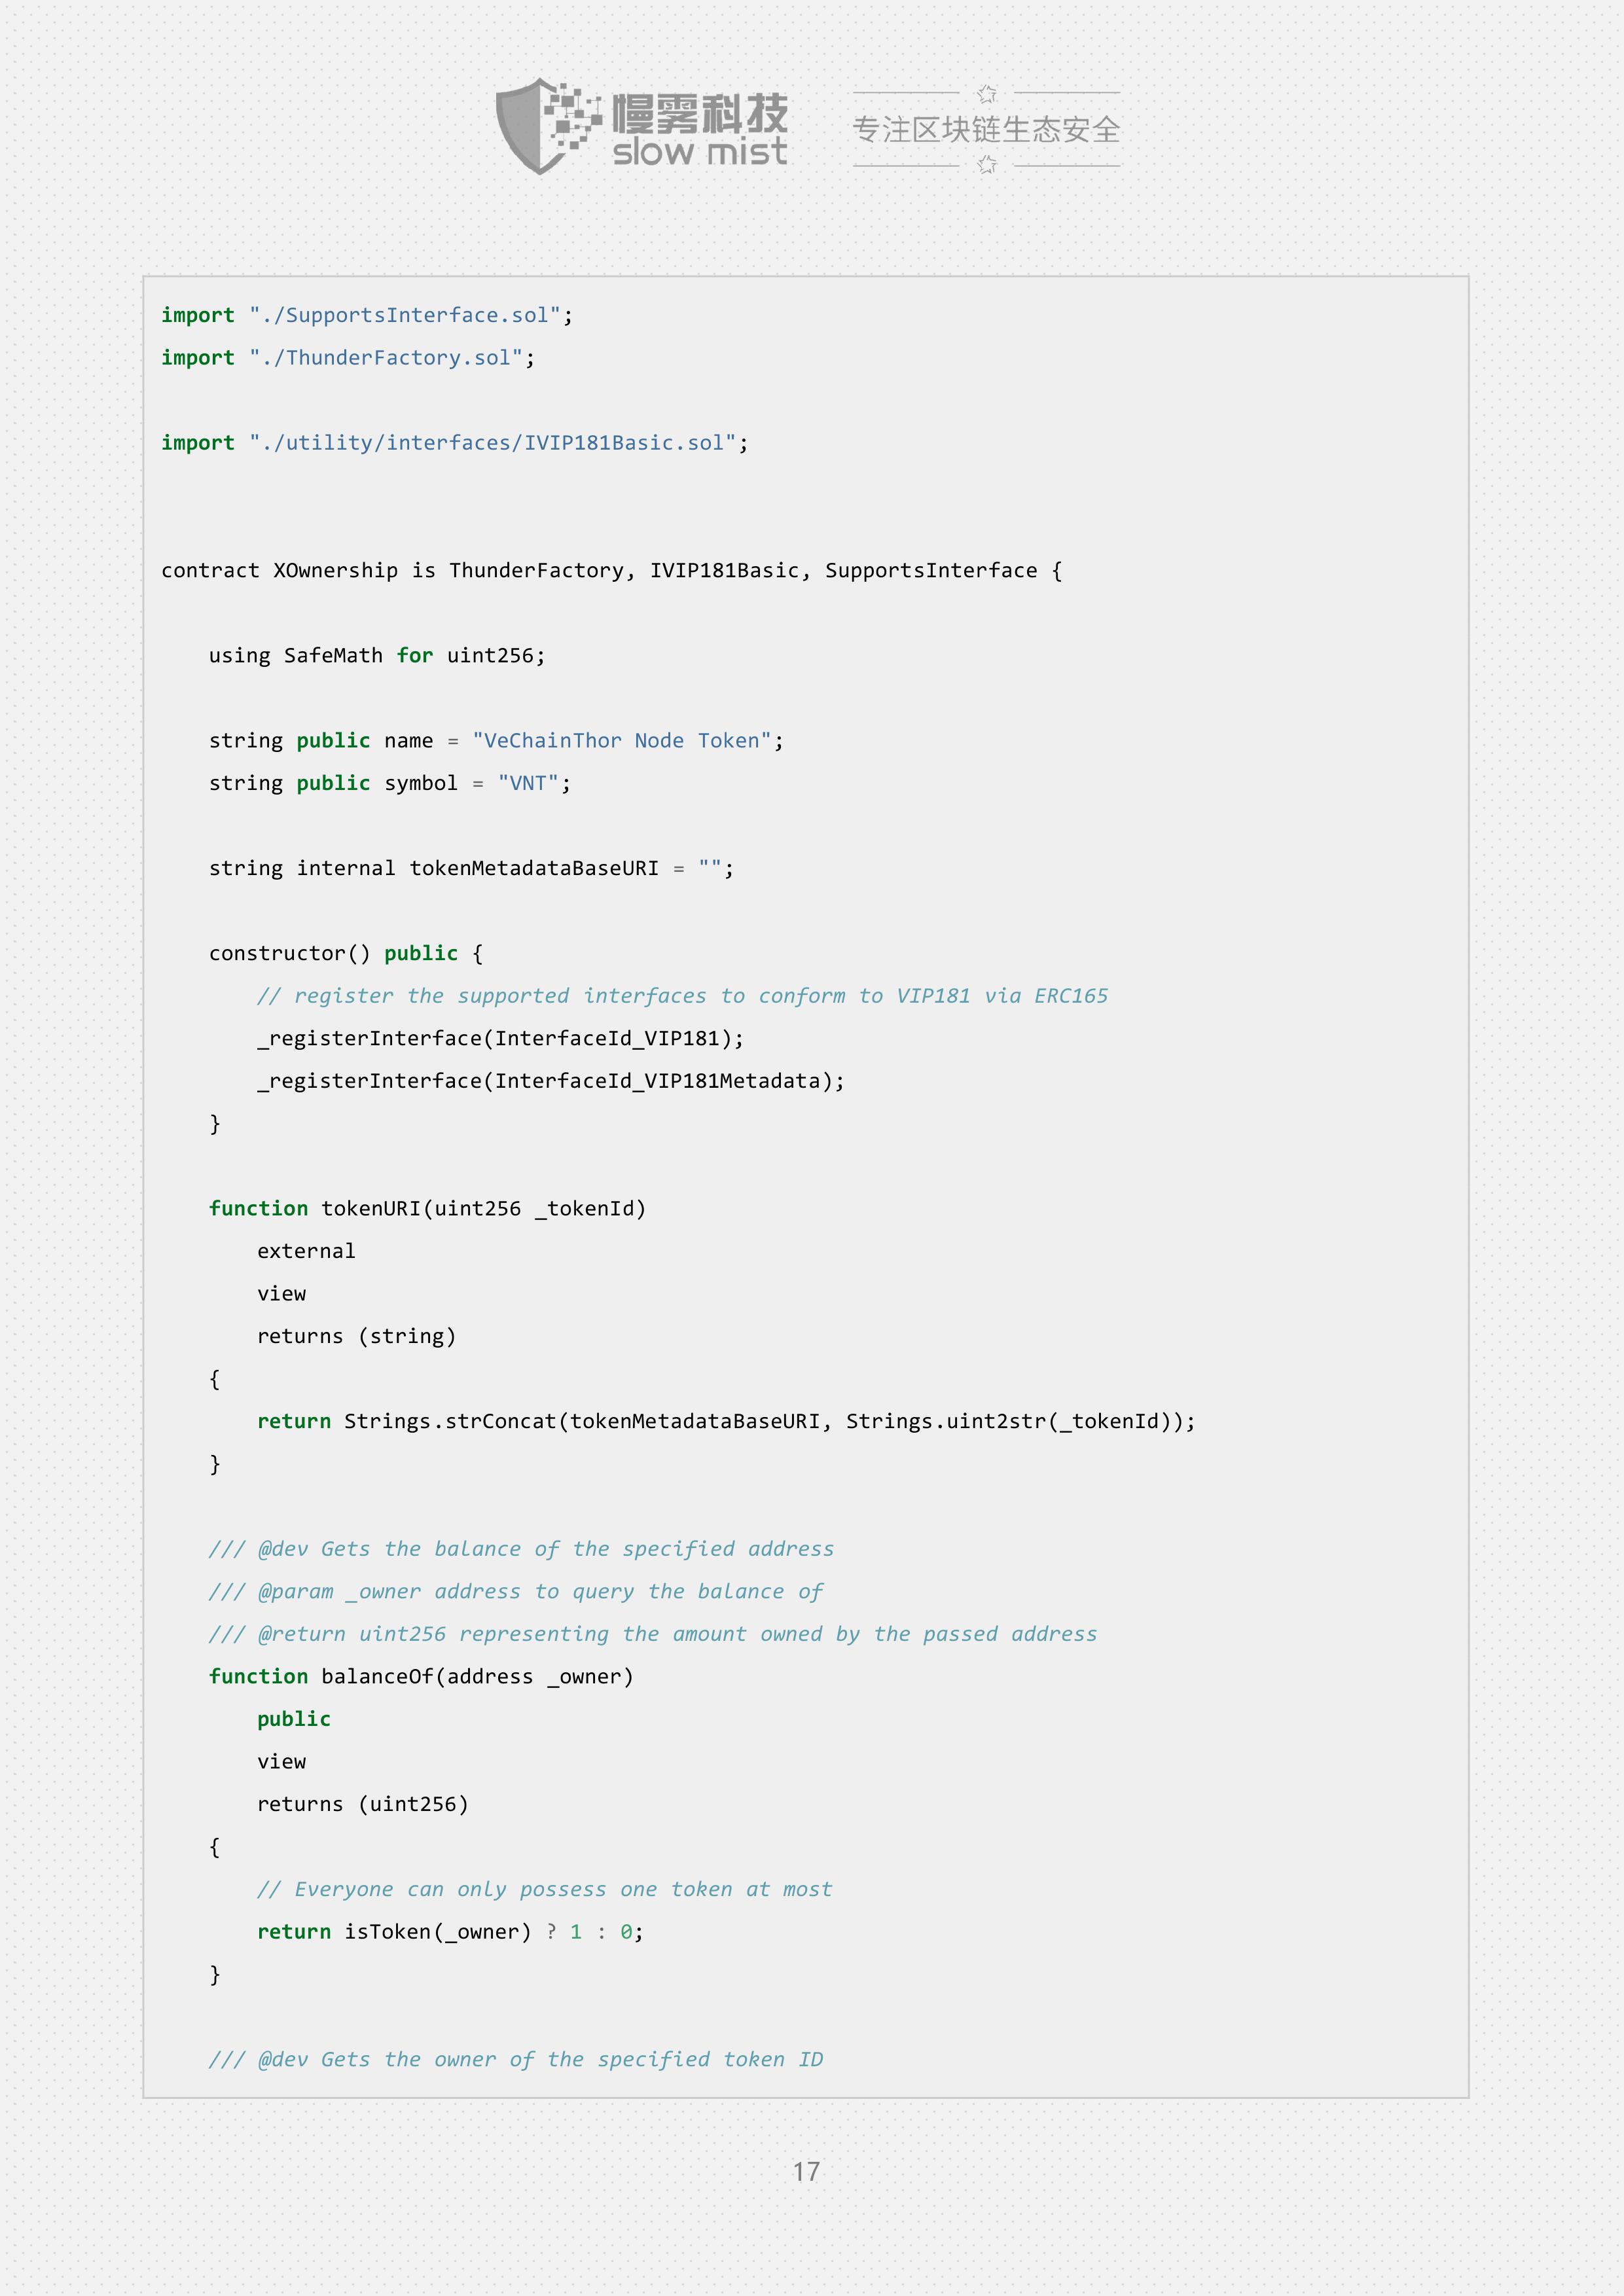 慢雾科技
slow mist
专注区块链生态安全
import "./SupportsInterface.sol";
import "./ThunderFactory.sol";
import "./utility/interfaces/IVIP181Basic.sol";
contract XOwnership is ThunderFactory, IVIP181Basic, SupportsInterface {
using SafeMath for uint256;
string public name = "VeChainThor Node Token";
string public symbol = "VNT";
string internal tokenMetadataBaseURI = "";
constructor() public {
// register the supported interfaces to conform to VIP181 via ERC165
_registerInterface(InterfaceId_VIP181);
_registerInterface(InterfaceId_VIP181Metadata);
}
function tokenURI(uint256 _tokenId)
external
view
returns (string)
{
return Strings.strConcat(tokenMetadataBaseURI, Strings.uint2str(_tokenId));
}
/// @dev Gets the balance of the specified address
/// @param _owner address to query the balance of
/// @return uint256 representing the amount owned by the passed address
function balanceOf(address _owner)
public
view
returns (uint256)
{
// Everyone can only possess one token at most
return isToken(_owner) ? 1 : 0;
}
/// @dev Gets the owner of the specified token ID
17